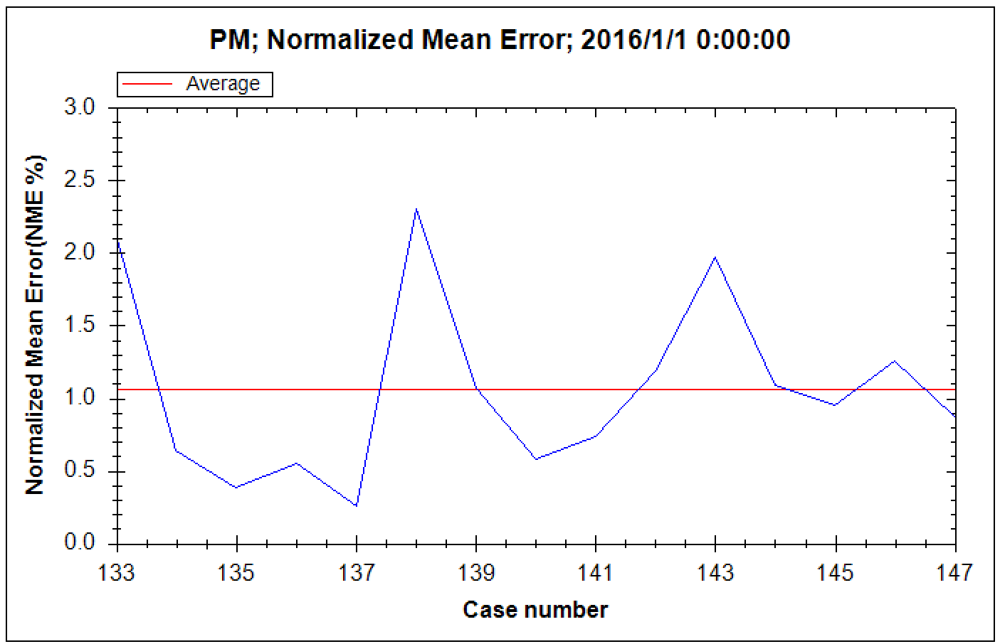 PM; Normalized Mean Error; 2016/1/1 0:00:00
Average
Normalized Mean Error(NME %)
3.0
2.5
2.0
1.5
1.0
0.5
0.0
133 135 137 139 141 143 145 147
Case number